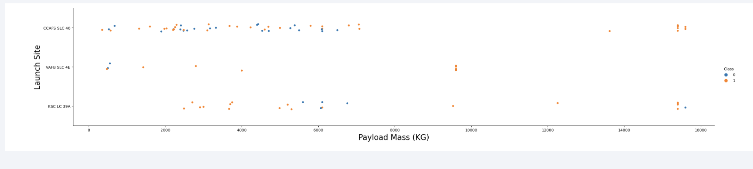 Launch Site
CCAFS SLC 40
VAFB SLC 4E
KSC LC 39A
0 2000 4000 6000 8000 10000 12000 14000 16000
Payload Mass (KG)
Class
0
1